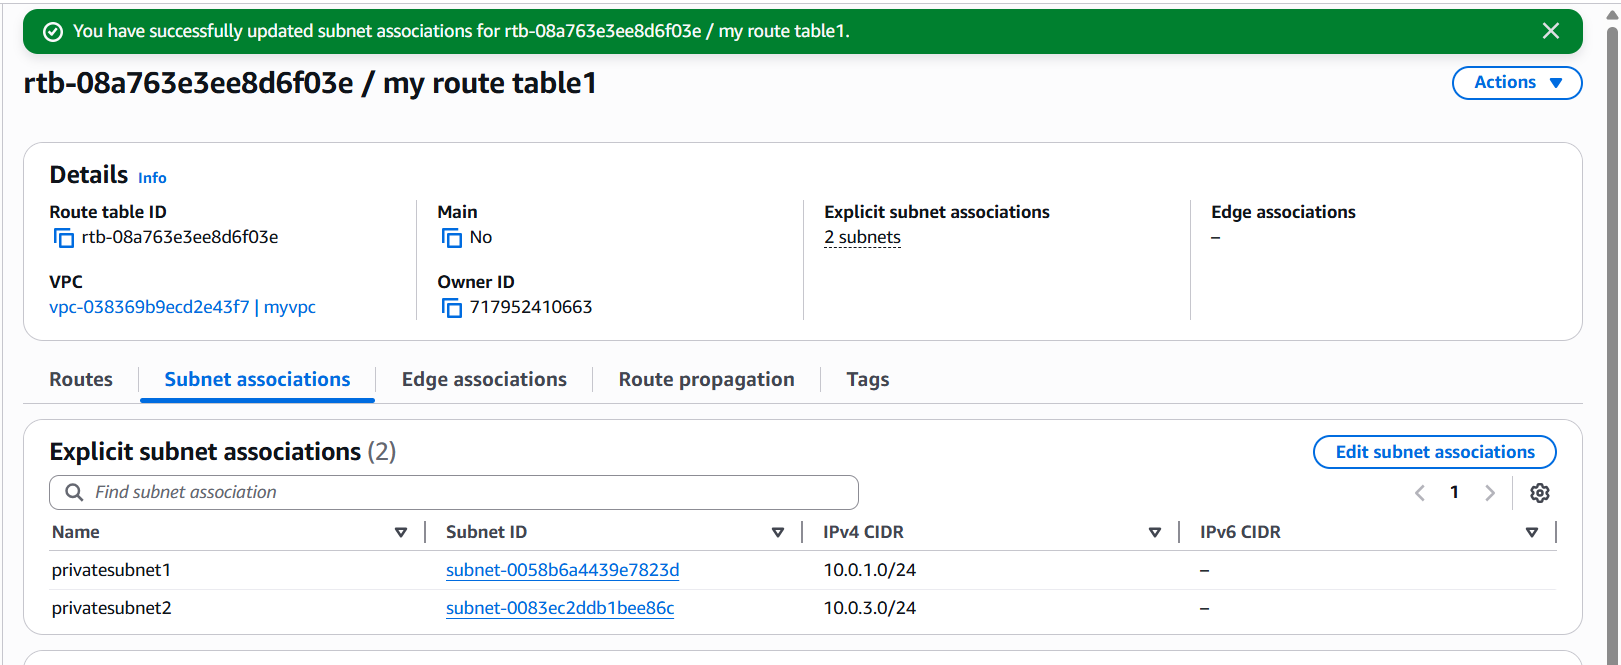 You have successfully updated subnet associations for rtb-08a763e3ee8d6f03e / my route table1.
rtb-08a763e3ee8d6f03e / my route table1
Actions
Details Info
Route table ID
rtb-08a763e3ee8d6f03e
Main
No
Explicit subnet associations
2 subnets
Edge associations
–
VPC
vpc-038369b9ecd2e43f7 | myvpc
Owner ID
717952410663
Routes
Subnet associations
Edge associations
Route propagation
Tags
Explicit subnet associations (2)
Edit subnet associations
Find subnet association
1
Name Subnet ID IPv4 CIDR IPv6 CIDR
privatesubnet1 subnet-0058b6a4439e7823d 10.0.1.0/24 –
privatesubnet2 subnet-0083ec2ddb1bee86c 10.0.3.0/24 –